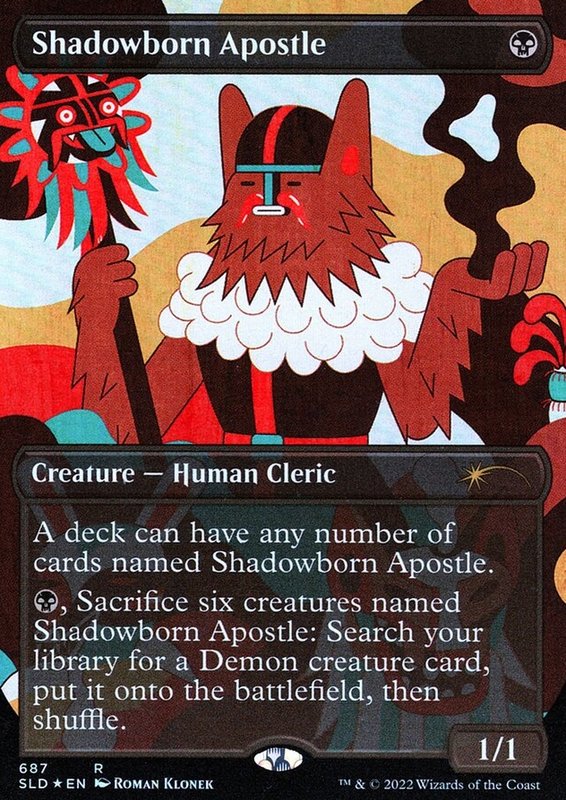 Shadowborn Apostle
Creature — Human Cleric
A deck can have any number of
cards named Shadowborn Apostle.
, Sacrifice six creatures named
Shadowborn Apostle: Search your
library for a Demon creature card,
put it onto the battlefield, then
shuffle.
1/1
687 R
SLD ★ EN ROMAN KLONEK
™ & © 2022 Wizards of the Coast